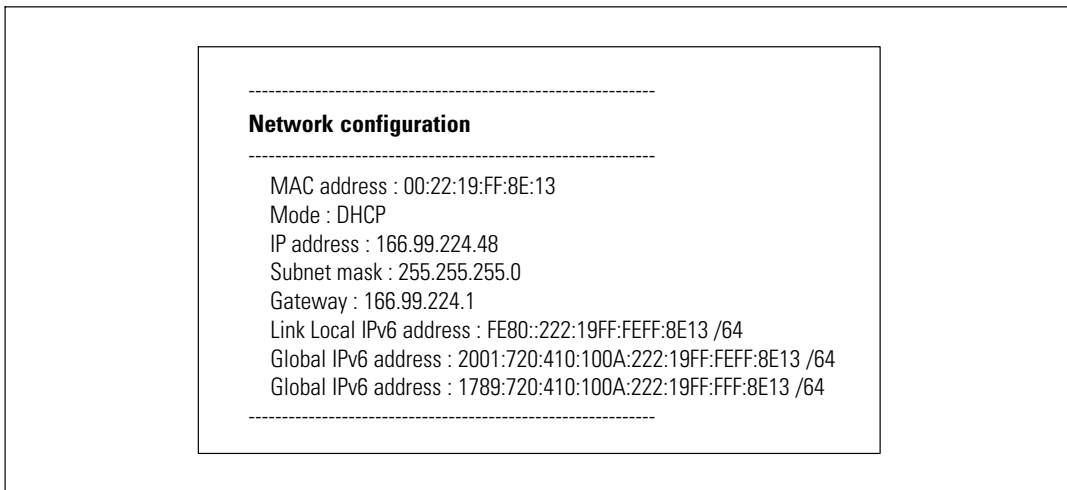 ------------------------------------------------------------
Network configuration
------------------------------------------------------------
MAC address : 00:22:19:FF:8E:13
Mode : DHCP
IP address : 166.99.224.48
Subnet mask : 255.255.255.0
Gateway : 166.99.224.1
Link Local IPv6 address : FE80::222:19FF:FEFF:8E13 /64
Global IPv6 address : 2001:720:410:100A:222:19FF:FEFF:8E13 /64
Global IPv6 address : 1789:720:410:100A:222:19FF:FFF:8E13 /64
------------------------------------------------------------